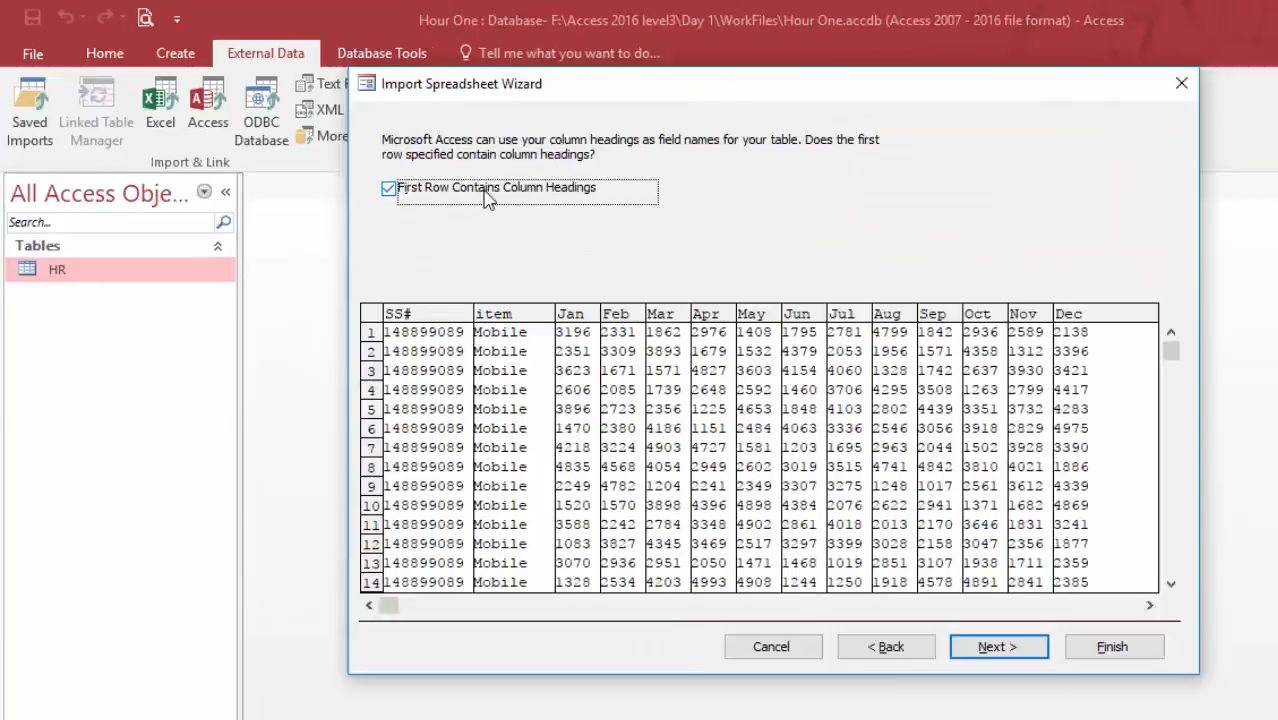 Hour One : Database- F:\Access 2016 level3\Day 1\WorkFiles\Hour One.accdb (Access 2007 - 2016 file format) - Access
File Home Create External Data Database Tools Tell me what you want to do...
Saved Imports
Linked Table Manager
Excel
Access
ODBC Database
Text
XML
More
Import & Link
All Access Obje...
Search...
Tables
HR
Import Spreadsheet Wizard
Microsoft Access can use your column headings as field names for your table. Does the first
row specified contain column headings?
First Row Contains Column Headings
SS# item Jan Feb Mar Apr May Jun Jul Aug Sep Oct Nov Dec
1 148899089 Mobile 3196 2331 1862 2976 1408 1795 2781 4799 1842 2936 2589 2138
2 148899089 Mobile 2351 3309 3893 1679 1532 4379 2053 1956 1571 4358 1312 3396
3 148899089 Mobile 3623 1671 1571 4827 3603 4154 4060 1328 1742 2637 3930 3421
4 148899089 Mobile 2606 2085 1739 2648 2592 1460 3706 4295 3508 1263 2799 4417
5 148899089 Mobile 3896 2723 2356 1225 4653 1848 4103 2802 4439 3351 3732 4283
6 148899089 Mobile 1470 2380 4186 1151 2484 4063 3336 2546 3056 3918 2829 4975
7 148899089 Mobile 4218 3224 4903 4727 1581 1203 1695 2963 2044 1502 3928 3390
8 148899089 Mobile 4835 4568 4054 2949 2602 3019 3515 4741 4842 3810 4021 1886
9 148899089 Mobile 2249 4782 1204 2241 2349 3307 3275 1248 1017 2561 3612 4339
10 148899089 Mobile 1520 1570 3898 4396 4898 4384 2076 2622 2941 1371 1682 4869
11 148899089 Mobile 3588 2242 2784 3348 4902 2861 4018 2013 2170 3646 1831 3241
12 148899089 Mobile 1083 3827 4345 3469 2517 3297 3399 3028 2158 3047 2356 1877
13 148899089 Mobile 3070 2936 2951 2050 1471 1468 1019 2851 3107 1938 1711 2359
14 148899089 Mobile 1328 2534 4203 4993 4908 1244 1250 1918 4578 4891 2841 2385
Cancel < Back Next > Finish